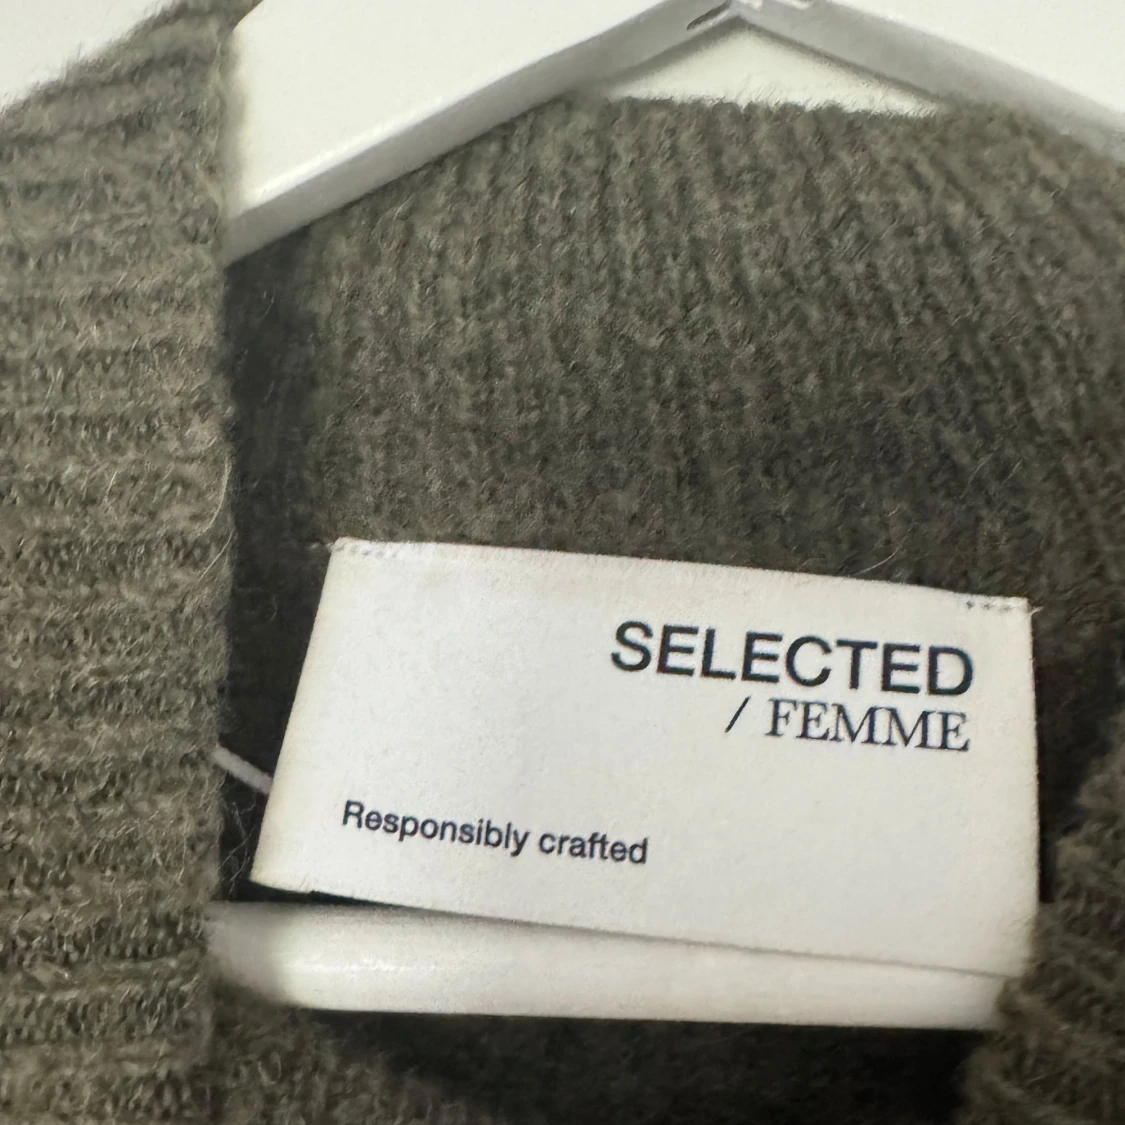 SELECTED
/ FEMME
Responsibly crafted